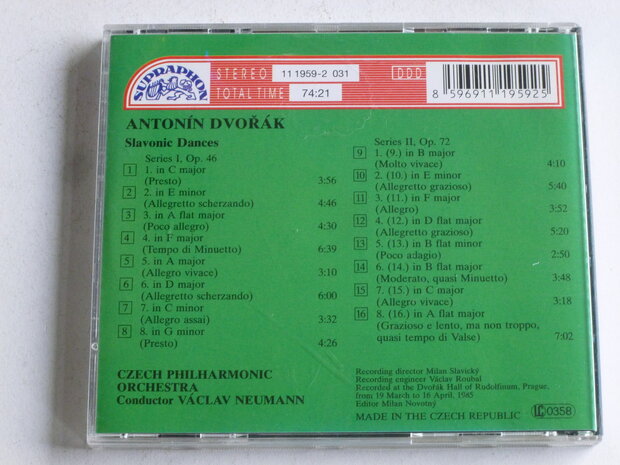 SUPRAPHON
STEREO 11 1959-2 031 DDD
TOTAL TIME 74:21
8 596911 195925
ANTONÍN DVOŘÁK
Slavonic Dances
Series I, Op. 46
1 1. in C major
(Presto) 3:56
2 2. in E minor
(Allegretto scherzando) 4:46
3 3. in A flat major
(Poco allegro) 4:30
4 4. in F major
(Tempo di Minuetto) 6:39
5 5. in A major
(Allegro vivace) 3:10
6 6. in D major
(Allegretto scherzando) 6:00
7 7. in C minor
(Allegro assai) 3:32
8 8. in G minor
(Presto) 4:26
Series II, Op. 72
9 1. (9.) in B major
(Molto vivace) 4:10
10 2. (10.) in E minor
(Allegretto grazioso) 5:40
11 3. (11.) in F major
(Allegro) 3:52
12 4. (12.) in D flat major
(Allegretto grazioso) 5:20
13 5. (13.) in B flat minor
(Poco adagio) 2:50
14 6. (14.) in B flat major
(Moderato, quasi Minuetto) 3:48
15 7. (15.) in C major
(Allegro vivace) 3:18
16 8. (16.) in A flat major
(Grazioso e lento, ma non troppo,
quasi tempo di Valse) 7:02
CZECH PHILHARMONIC
ORCHESTRA
Conductor VÁCLAV NEUMANN
Recording director Milan Slavický
Recording engineer Václav Roubal
Recorded at the Dvořák Hall of Rudolfinum, Prague,
from 19 March to 16 April, 1985
Editor Milan Novotný
MADE IN THE CZECH REPUBLIC LC 0358